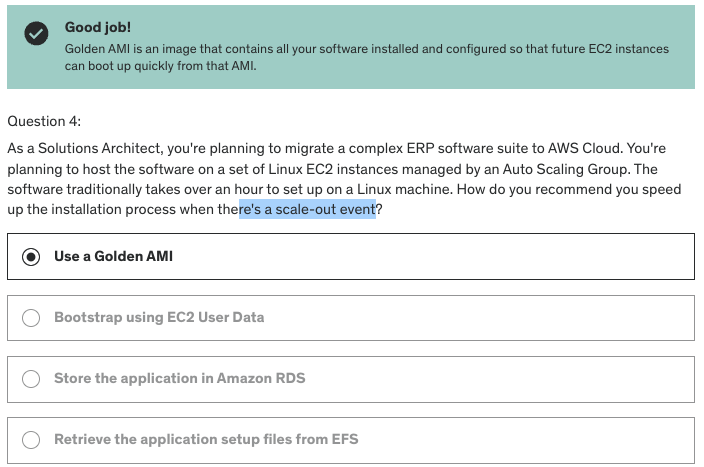 Good job!
Golden AMI is an image that contains all your software installed and configured so that future EC2 instances
can boot up quickly from that AMI.
Question 4:
As a Solutions Architect, you're planning to migrate a complex ERP software suite to AWS Cloud. You're
planning to host the software on a set of Linux EC2 instances managed by an Auto Scaling Group. The
software traditionally takes over an hour to set up on a Linux machine. How do you recommend you speed
up the installation process when there's a scale-out event?
Use a Golden AMI
Bootstrap using EC2 User Data
Store the application in Amazon RDS
Retrieve the application setup files from EFS